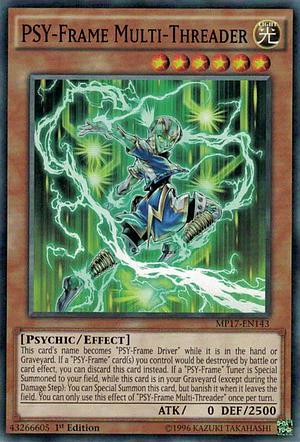 PSY-FRAME MULTI-THREADER
LIGHT
光
MP17-EN143
[PSYCHIC/EFFECT]
This card's name becomes "PSY-Frame Driver" while it is in the hand or
Graveyard. If a "PSY-Frame" card(s) you control would be destroyed by battle or
card effect, you can discard this card instead. If a "PSY-Frame" Tuner is Special
Summoned to your field, while this card is in your Graveyard (except during the
Damage Step): You can Special Summon this card, but banish it when it leaves the
field. You can only use this effect of "PSY-Frame Multi-Threader" once per turn.
ATK/ 0 DEF/2500
43266605 1st Edition ©1996 KAZUKI TAKAHASHI